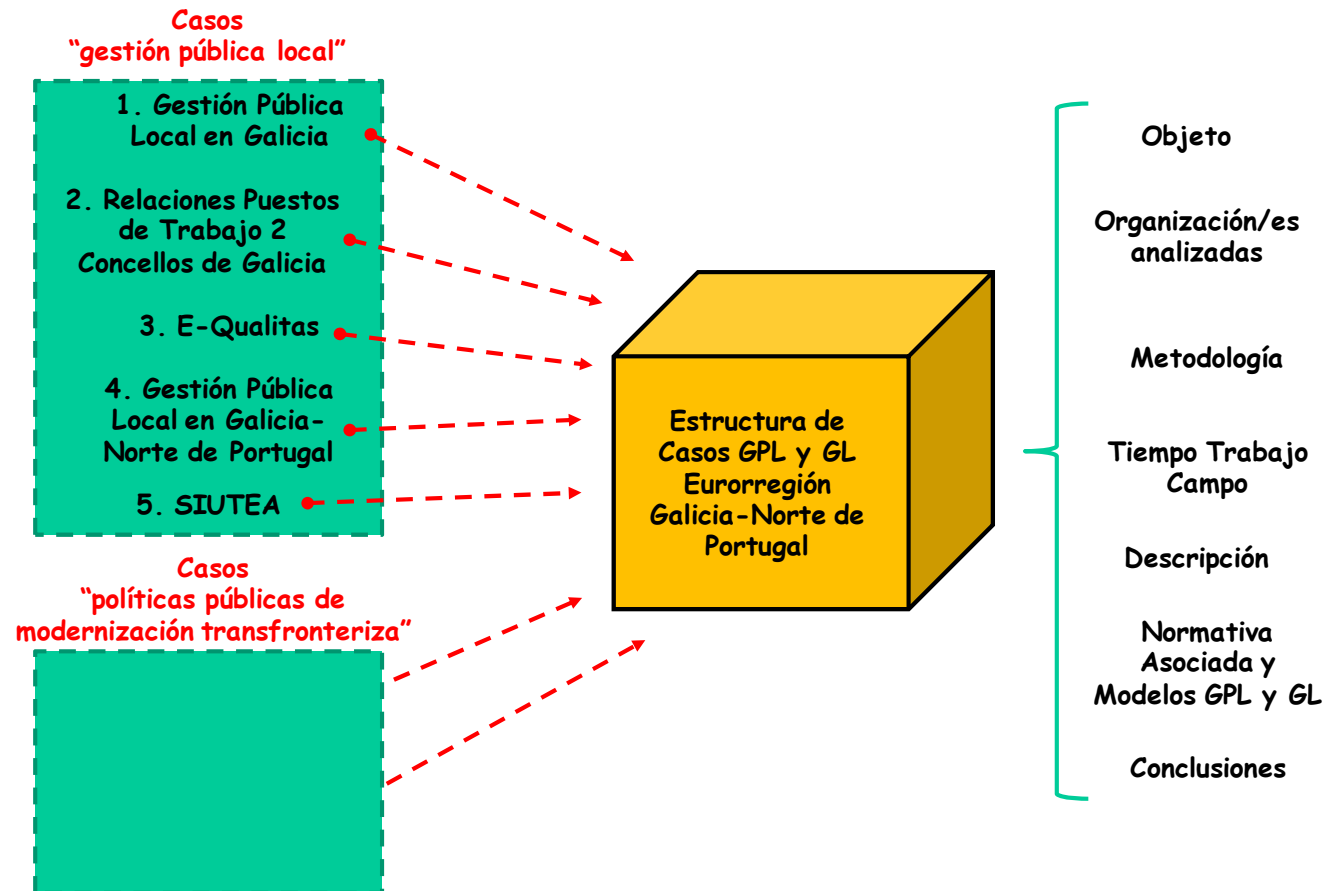 Casos
“gestión pública local”
1. Gestión Pública
Local en Galicia
2. Relaciones Puestos
de Trabajo 2
Concellos de Galicia
3. E-Qualitas
4. Gestión Pública
Local en Galicia-
Norte de Portugal
5. SIUTEA
Casos
“políticas públicas de
modernización transfronteriza”
Estructura de
Casos GPL y GL
Eurorregión
Galicia-Norte de
Portugal
Objeto
Organización/es
analizadas
Metodología
Tiempo Trabajo
Campo
Descripción
Normativa
Asociada y
Modelos GPL y GL
Conclusiones